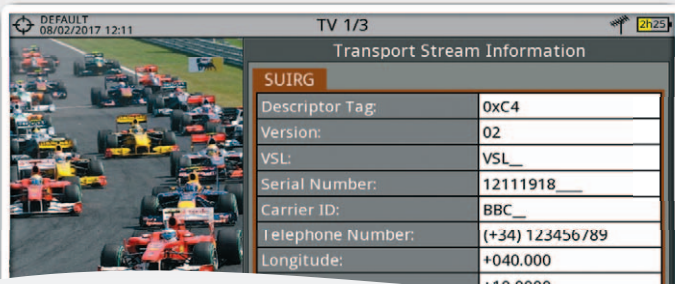 DEFAULT
08/02/2017 12:11
TV 1/3
2h25
Transport Stream Information
SUIRG
Descriptor Tag: 0xC4
Version: 02
VSL: VSL__
Serial Number: 12111918___
Carrier ID: BBC__
Telephone Number: (+34) 123456789
Longitude: +040.000